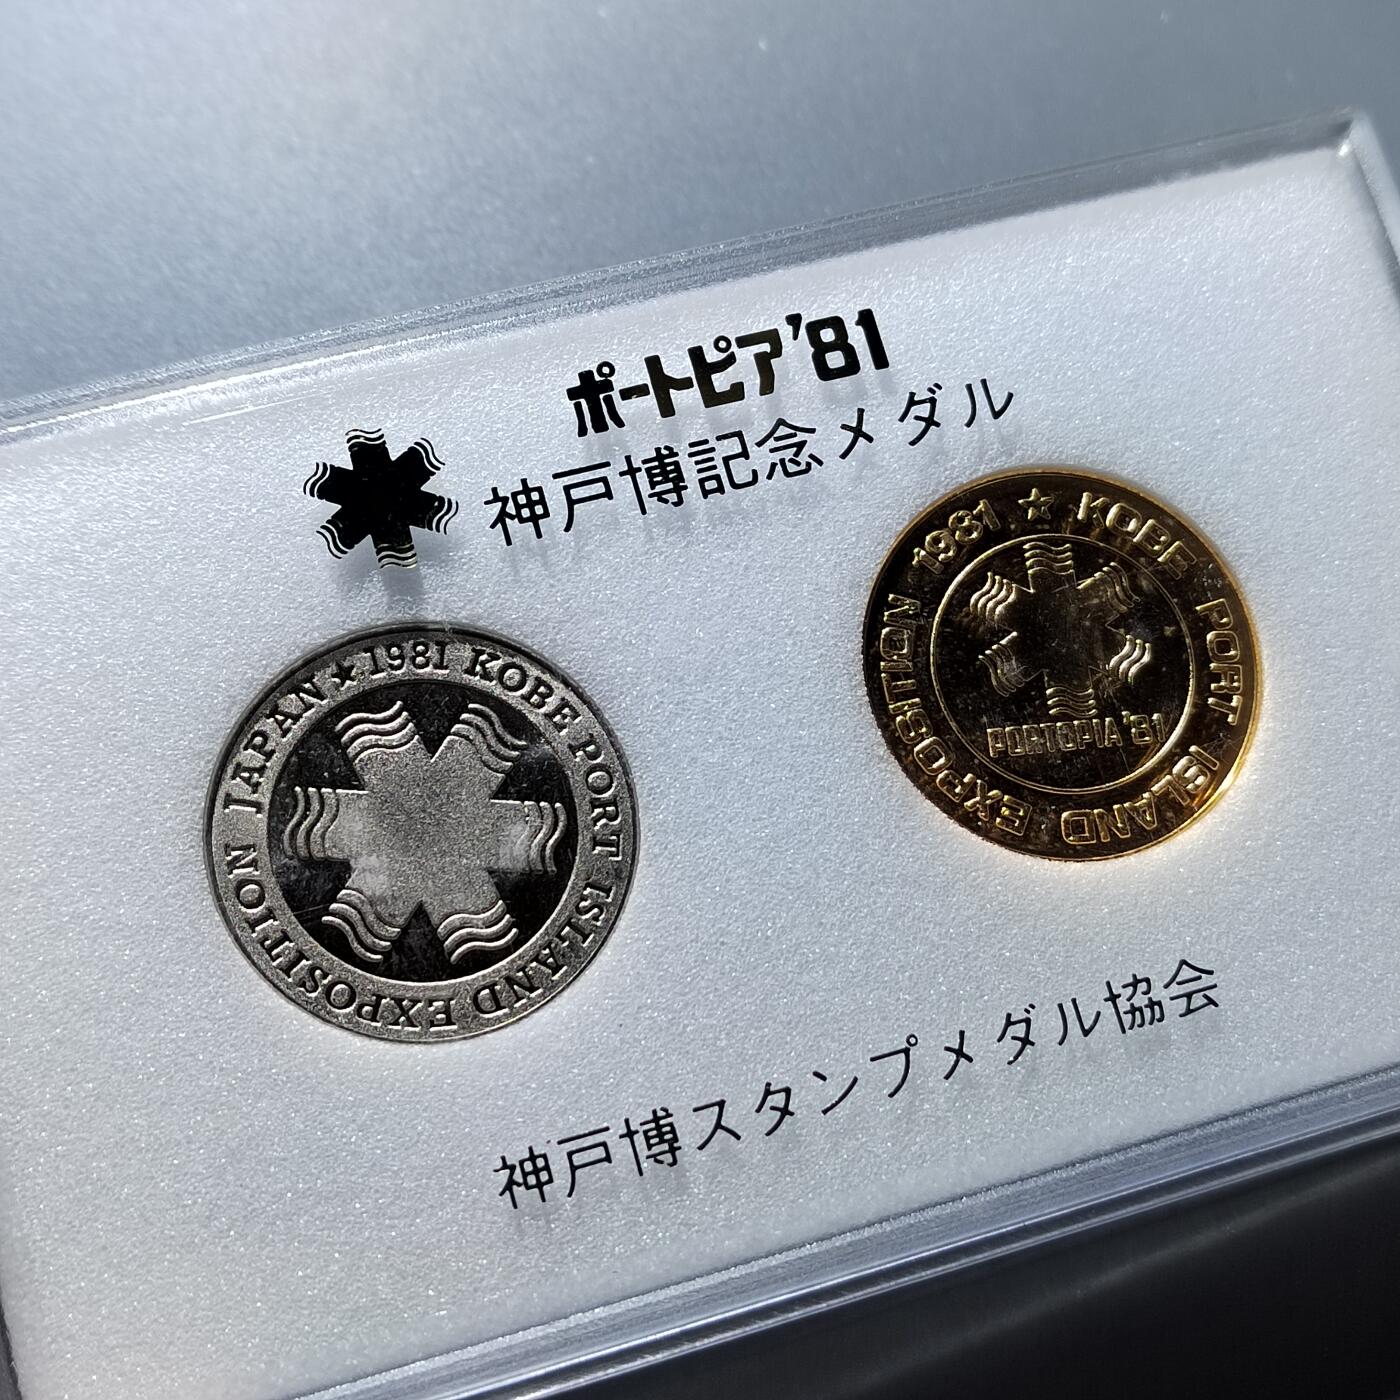 ポートピア'81
神戸博記念メダル
1981 KOBE PORT ISLAND EXPOSITION JAPAN
1981 ★ KOBE PORT ISLAND EXPOSITION
PORTOPIA '81
神戸博スタンプメダル協会